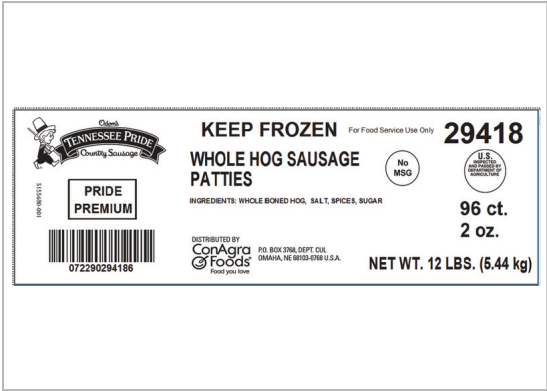 Odom's
TENNESSEE PRIDE
Country Sausage
5155690-001
PRIDE
PREMIUM
072290294186
KEEP FROZEN
For Food Service Use Only
29418
WHOLE HOG SAUSAGE
PATTIES
No
MSG
U.S.
INSPECTED
AND PASSED BY
DEPARTMENT OF
AGRICULTURE
INGREDIENTS: WHOLE BONED HOG, SALT, SPICES, SUGAR
96 ct.
2 oz.
DISTRIBUTED BY
ConAgra
Foods®
Food you love
P.O. BOX 3768, DEPT. CUL
OMAHA, NE 68103-0768 U.S.A.
NET WT. 12 LBS. (5.44 kg)